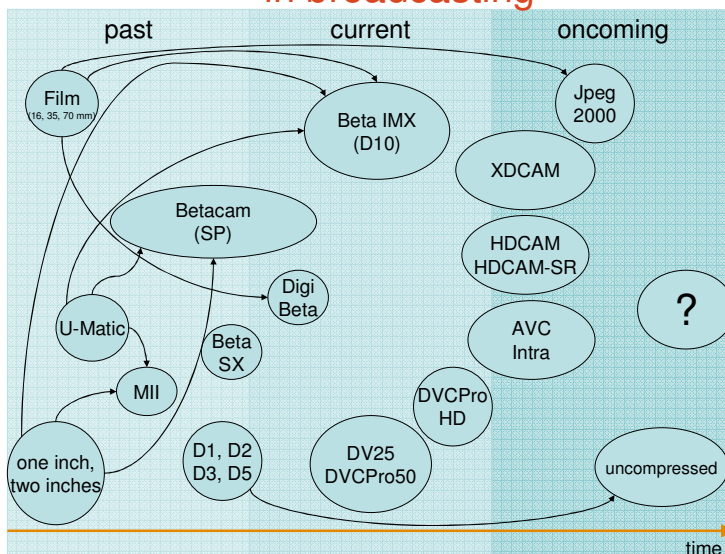 in broadcasting
past
current
oncoming
Film
(16, 35, 70 mm)
Beta IMX
(D10)
Jpeg
2000
XDCAM
Betacam
(SP)
HDCAM
HDCAM-SR
Digi
Beta
?
U-Matic
Beta
SX
AVC
Intra
MII
DVCPro
HD
one inch,
two inches
D1, D2
D3, D5
DV25
DVCPro50
uncompressed
time